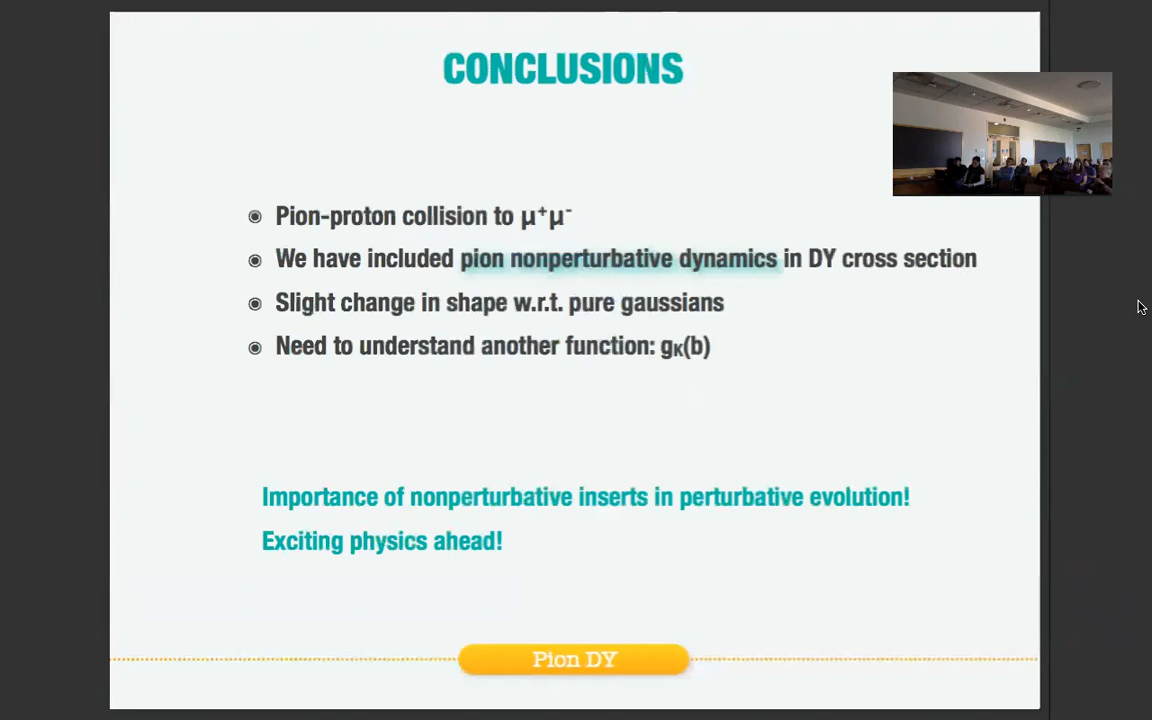 CONCLUSIONS
Pion-proton collision to μ⁺μ⁻
We have included pion nonperturbative dynamics in DY cross section
Slight change in shape w.r.t. pure gaussians
Need to understand another function: gK(b)
Importance of nonperturbative inserts in perturbative evolution!
Exciting physics ahead!
Pion DY